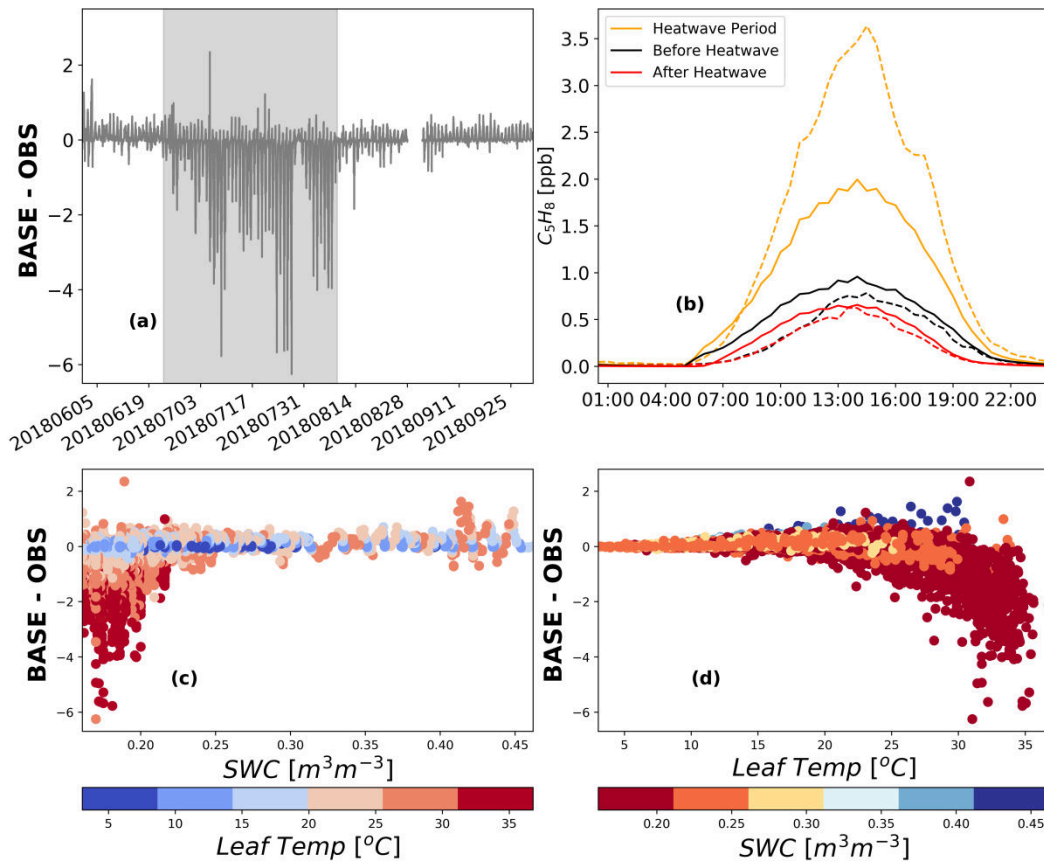 BASE - OBS
2
0
−2
−4
−6
(a)
20180605
20180619
20180703
20180717
20180731
20180814
20180828
20180911
20180925
C5H8 [ppb]
3.5
3.0
2.5
2.0
1.5
1.0
0.5
0.0
Heatwave Period
Before Heatwave
After Heatwave
(b)
01:00 04:00 07:00 10:00 13:00 16:00 19:00 22:00
BASE - OBS
2
0
−2
−4
−6
(c)
0.20 0.25 0.30 0.35 0.40 0.45
SWC [m³m⁻³]
5 10 15 20 25 30 35
Leaf Temp [°C]
BASE - OBS
2
0
−2
−4
−6
(d)
5 10 15 20 25 30 35
Leaf Temp [°C]
0.20 0.25 0.30 0.35 0.40 0.45
SWC [m³m⁻³]